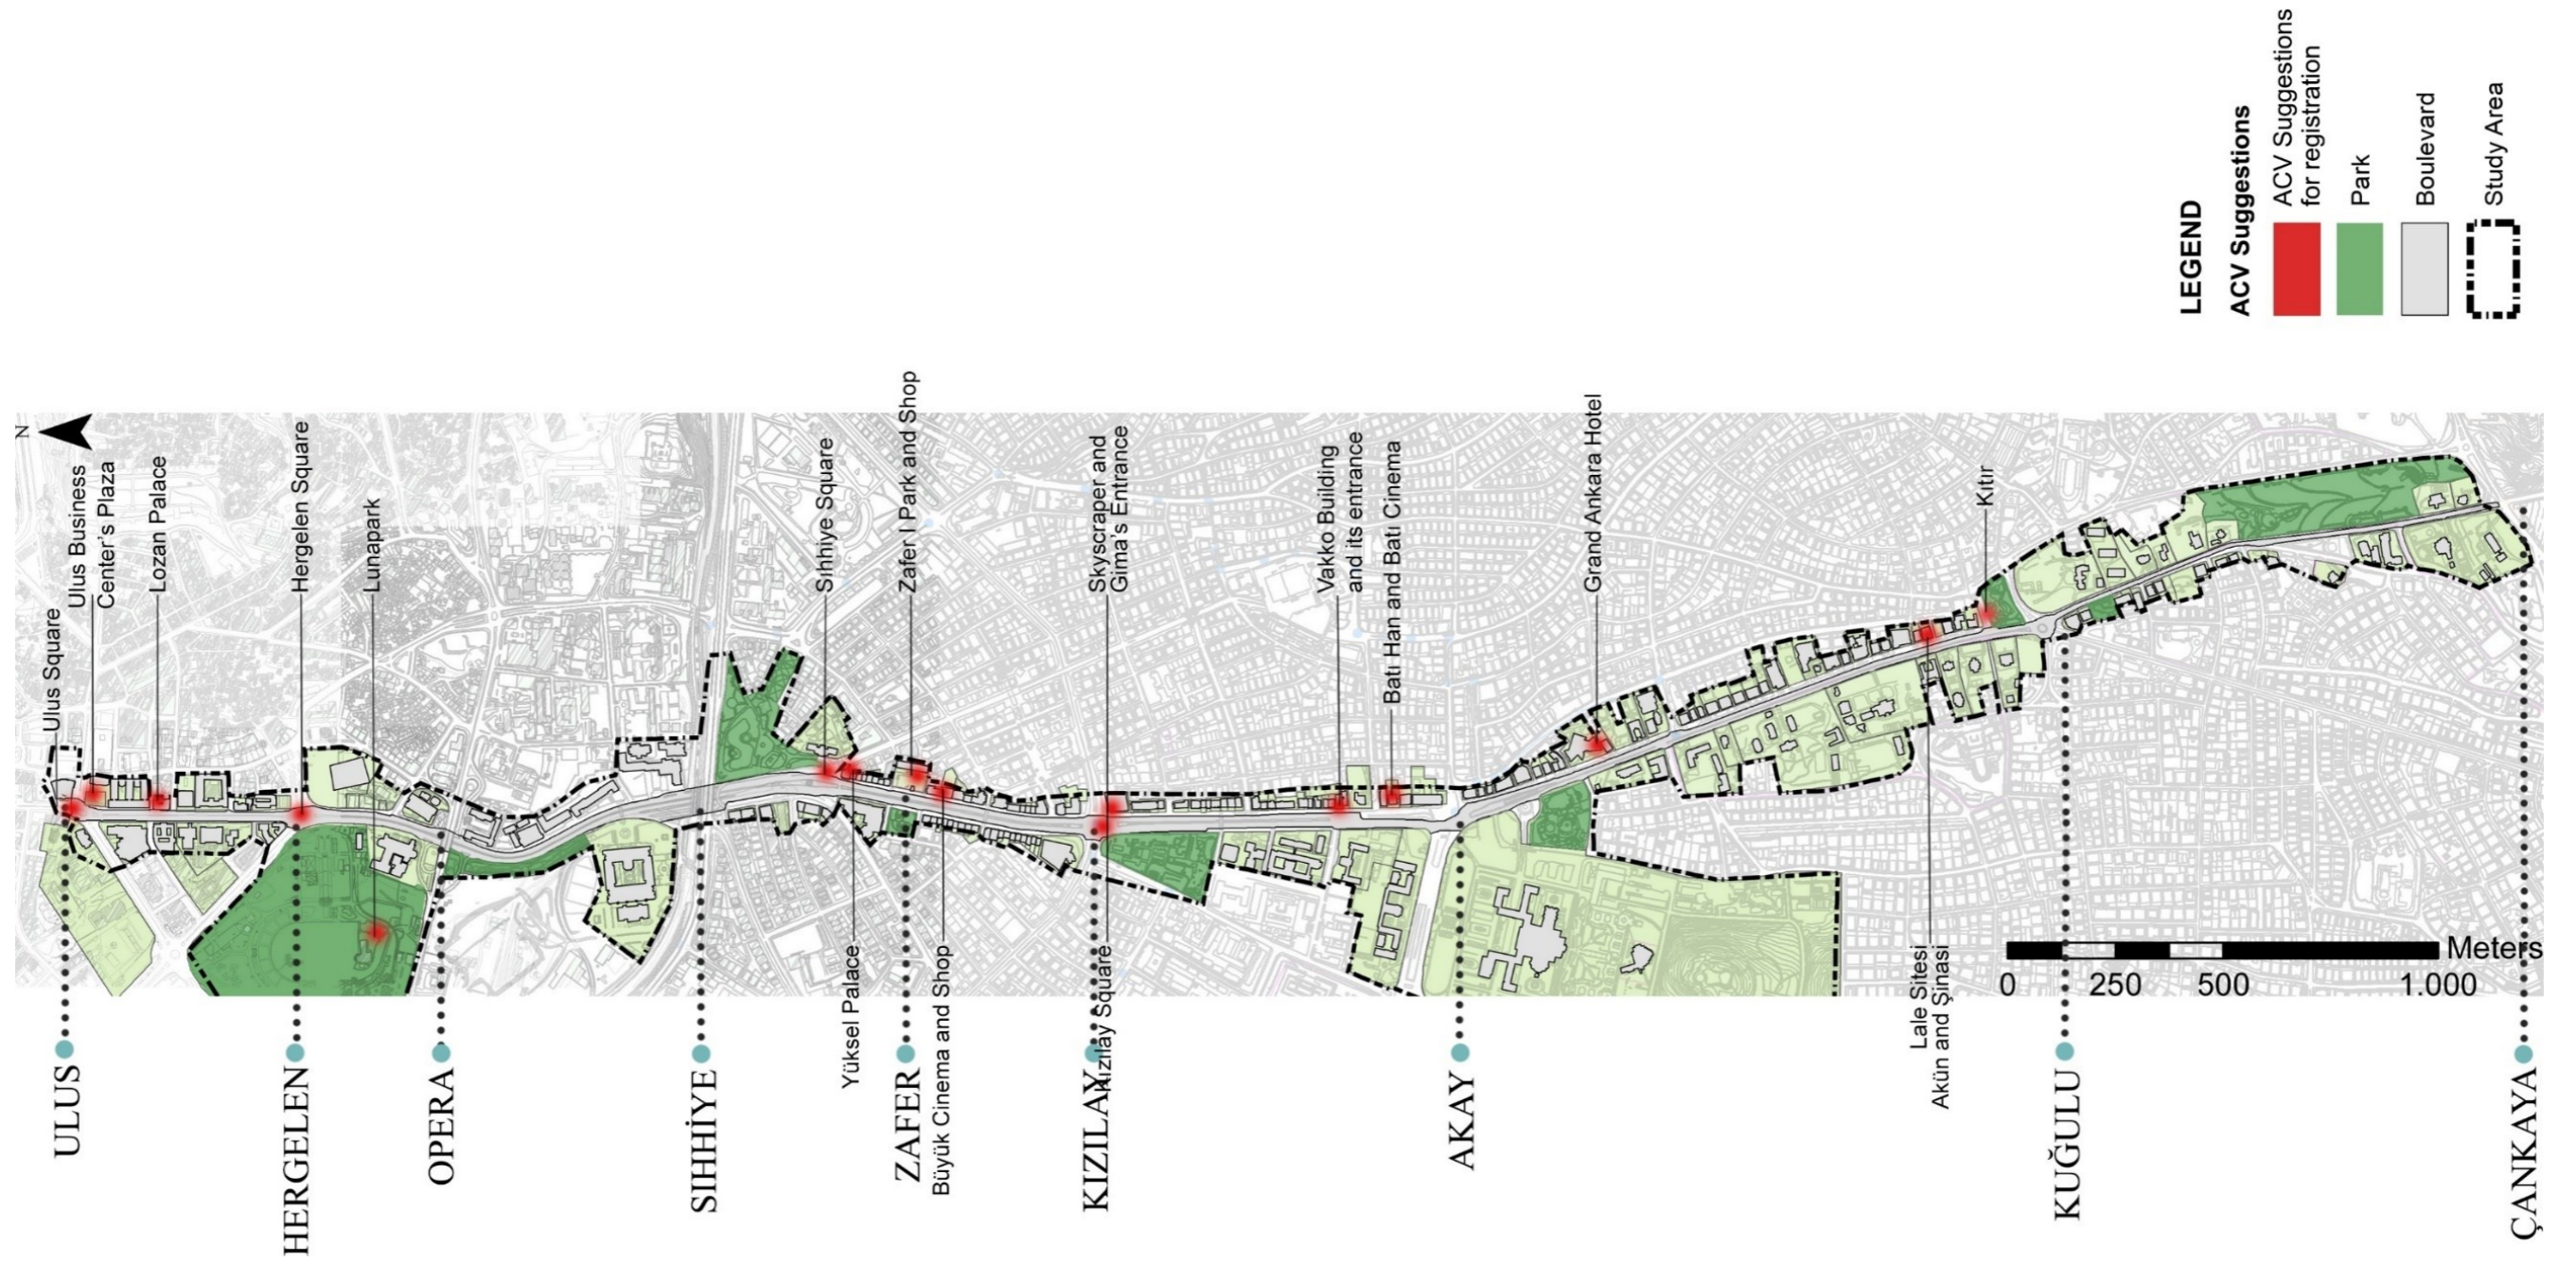 LEGEND
ACV Suggestions
ACV Suggestions
for registration
Park
Boulevard
Study Area
N
Ulus Square
Ulus Business
Center's Plaza
Lozan Palace
Hergelen Square
Lunapark
Sıhhiye Square
Zafer I Park and Shop
Skyscraper and
Gima's Entrance
Vakko Building
and its entrance
Batı Han and Batı Cinema
Grand Ankara Hotel
Kıtır
Yüksel Palace
Büyük Cinema and Shop
Kızılay Square
Lale Sitesi
Akün and Şinasi
Meters
0 250 500 1.000
ULUS
HERGELEN
OPERA
SIHHİYE
ZAFER
KIZILAY
AKAY
KUĞULU
ÇANKAYA